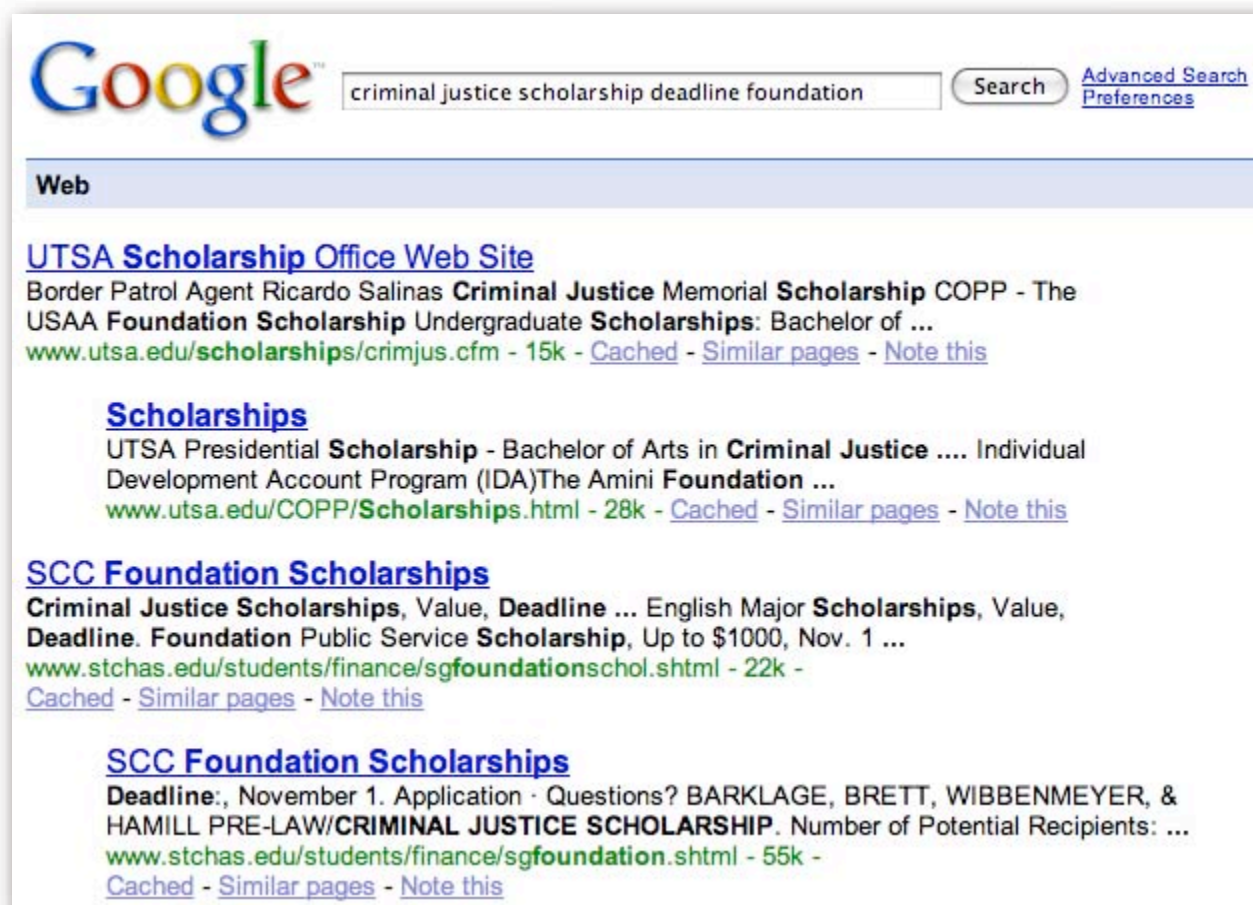 Google™
criminal justice scholarship deadline foundation
Search
Advanced Search
Preferences
Web
UTSA Scholarship Office Web Site
Border Patrol Agent Ricardo Salinas Criminal Justice Memorial Scholarship COPP - The
USAA Foundation Scholarship Undergraduate Scholarships: Bachelor of ...
www.utsa.edu/scholarships/crimjus.cfm - 15k - Cached - Similar pages - Note this
Scholarships
UTSA Presidential Scholarship - Bachelor of Arts in Criminal Justice .... Individual
Development Account Program (IDA)The Amini Foundation ...
www.utsa.edu/COPP/Scholarships.html - 28k - Cached - Similar pages - Note this
SCC Foundation Scholarships
Criminal Justice Scholarships, Value, Deadline ... English Major Scholarships, Value,
Deadline. Foundation Public Service Scholarship, Up to $1000, Nov. 1 ...
www.stchas.edu/students/finance/sgfoundationschol.shtml - 22k -
Cached - Similar pages - Note this
SCC Foundation Scholarships
Deadline:, November 1. Application · Questions? BARKLAGE, BRETT, WIBBENMEYER, &
HAMILL PRE-LAW/CRIMINAL JUSTICE SCHOLARSHIP. Number of Potential Recipients: ...
www.stchas.edu/students/finance/sgfoundation.shtml - 55k -
Cached - Similar pages - Note this